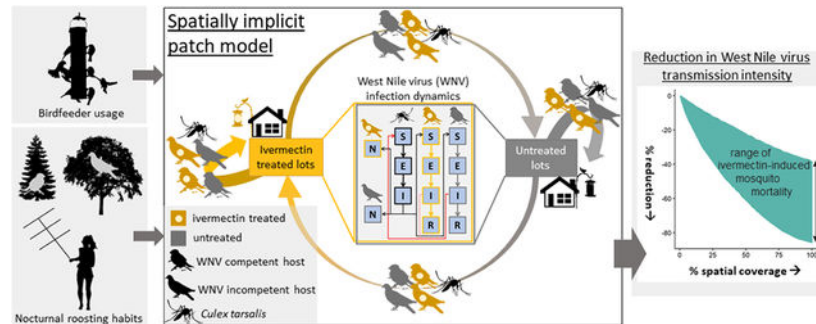 Birdfeeder usage
Nocturnal roosting habits
Spatially implicit
patch model
West Nile virus (WNV)
infection dynamics
Ivermectin
treated lots
Untreated
lots
N
N
S
E
I
S
E
I
R
S
E
I
R
ivermectin treated
untreated
WNV competent host
WNV incompetent host
Culex tarsalis
Reduction in West Nile virus
transmission intensity
% reduction →
0
-20
-40
-60
-80
range of
ivermectin-induced
mosquito
mortality
0
25
50
75
100
% spatial coverage →